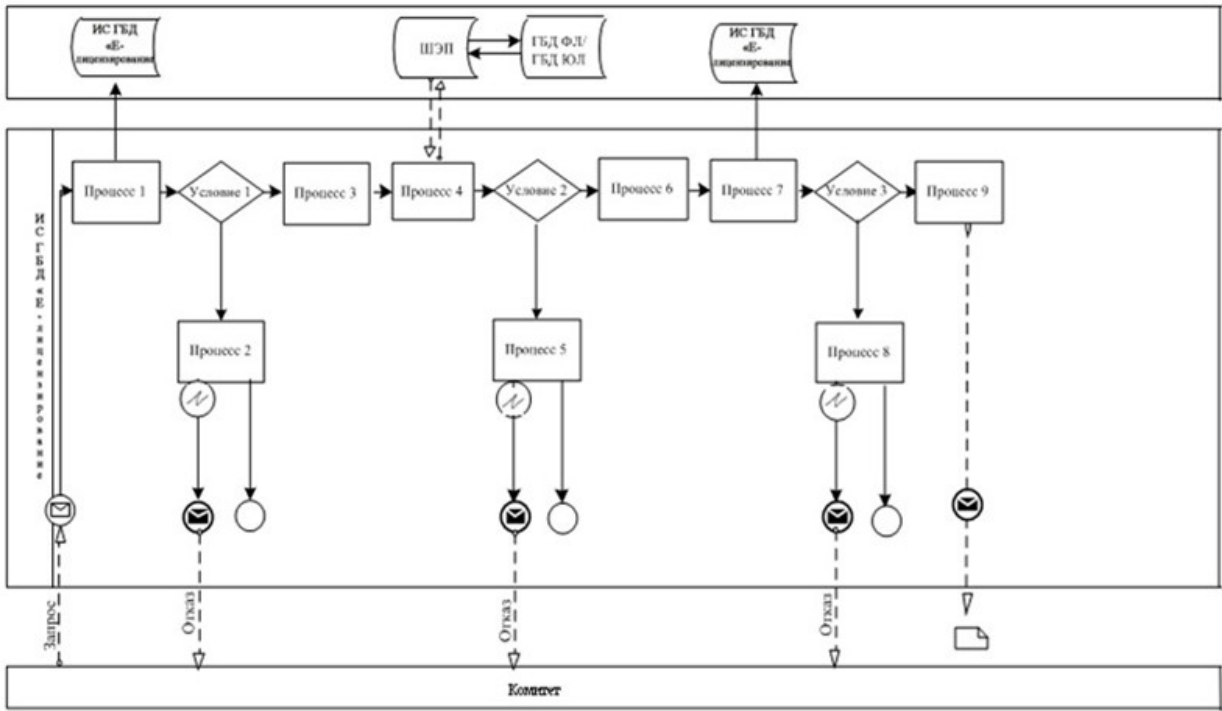 ИС ГБД
«Е-
лицензирование
ШЭП
ГБД ФЛ/
ГБД ЮЛ
ИС ГБД
«Е-
лицензирование
ИС ГБД «Е-лицензирование
Процесс 1
Условие 1
Процесс 3
Процесс 4
Условие 2
Процесс 6
Процесс 7
Условие 3
Процесс 9
Процесс 2
Процесс 5
Процесс 8
Запрос
Отказ
Отказ
Отказ
Комитет